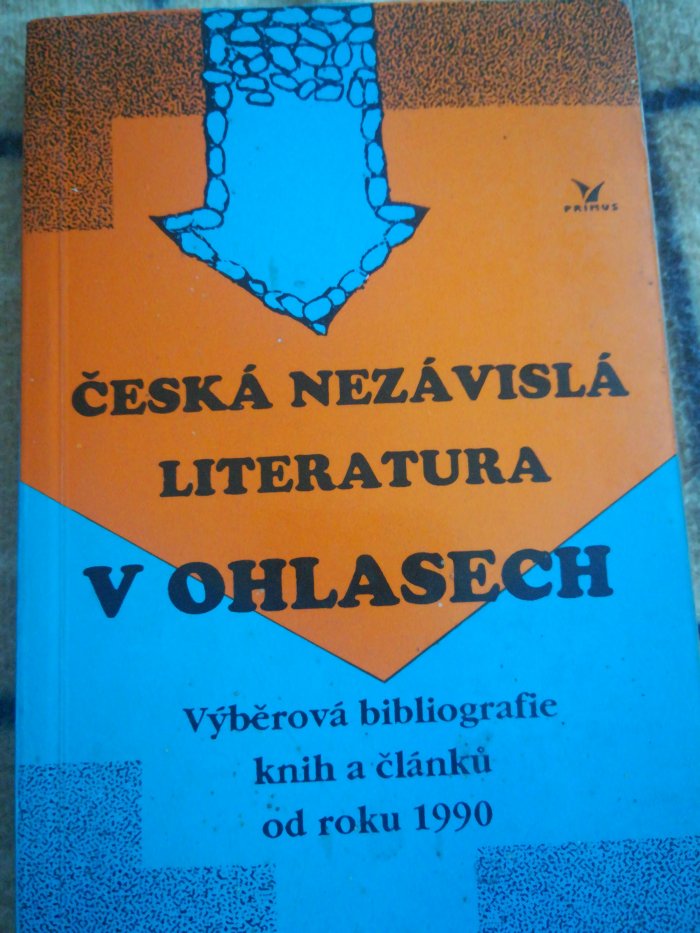 PRIMUS
ČESKÁ NEZÁVISLÁ
LITERATURA
V OHLASECH
Výběrová bibliografie
knih a článků
od roku 1990